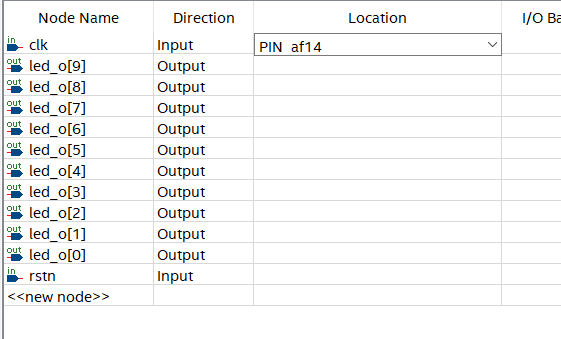 Node Name Direction Location I/O Ba
in clk Input PIN af14
out led_o[9] Output
out led_o[8] Output
out led_o[7] Output
out led_o[6] Output
out led_o[5] Output
out led_o[4] Output
out led_o[3] Output
out led_o[2] Output
out led_o[1] Output
out led_o[0] Output
in rstn Input
<<new node>>